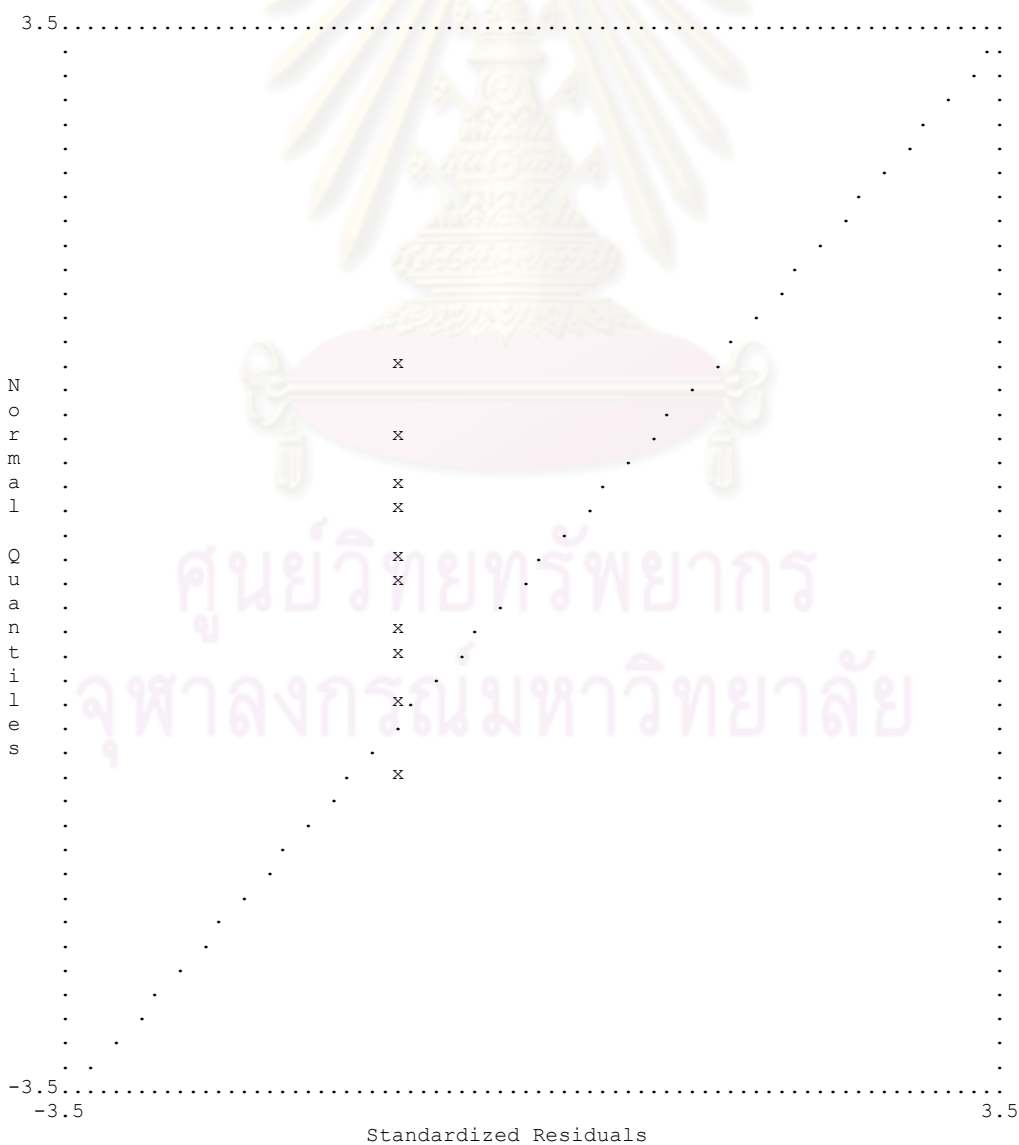 3.5
x
x
x
x
x
x
x
x
x
x
Normal Quantiles
ศูนย์วิทยทรัพยากร
จุฬาลงกรณ์มหาวิทยาลัย
-3.5
-3.5 3.5
Standardized Residuals